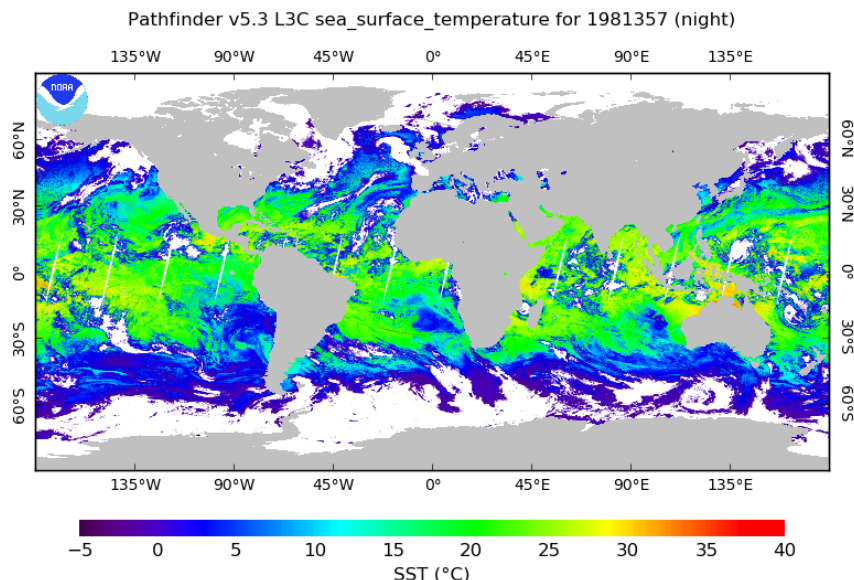 Pathfinder v5.3 L3C sea_surface_temperature for 1981357 (night)
135°W 90°W 45°W 0° 45°E 90°E 135°E
NOAA
60°N 60°N
30°N 30°N
0° 0°
30°S 30°S
60°S 60°S
135°W 90°W 45°W 0° 45°E 90°E 135°E
−5 0 5 10 15 20 25 30 35 40
SST (°C)